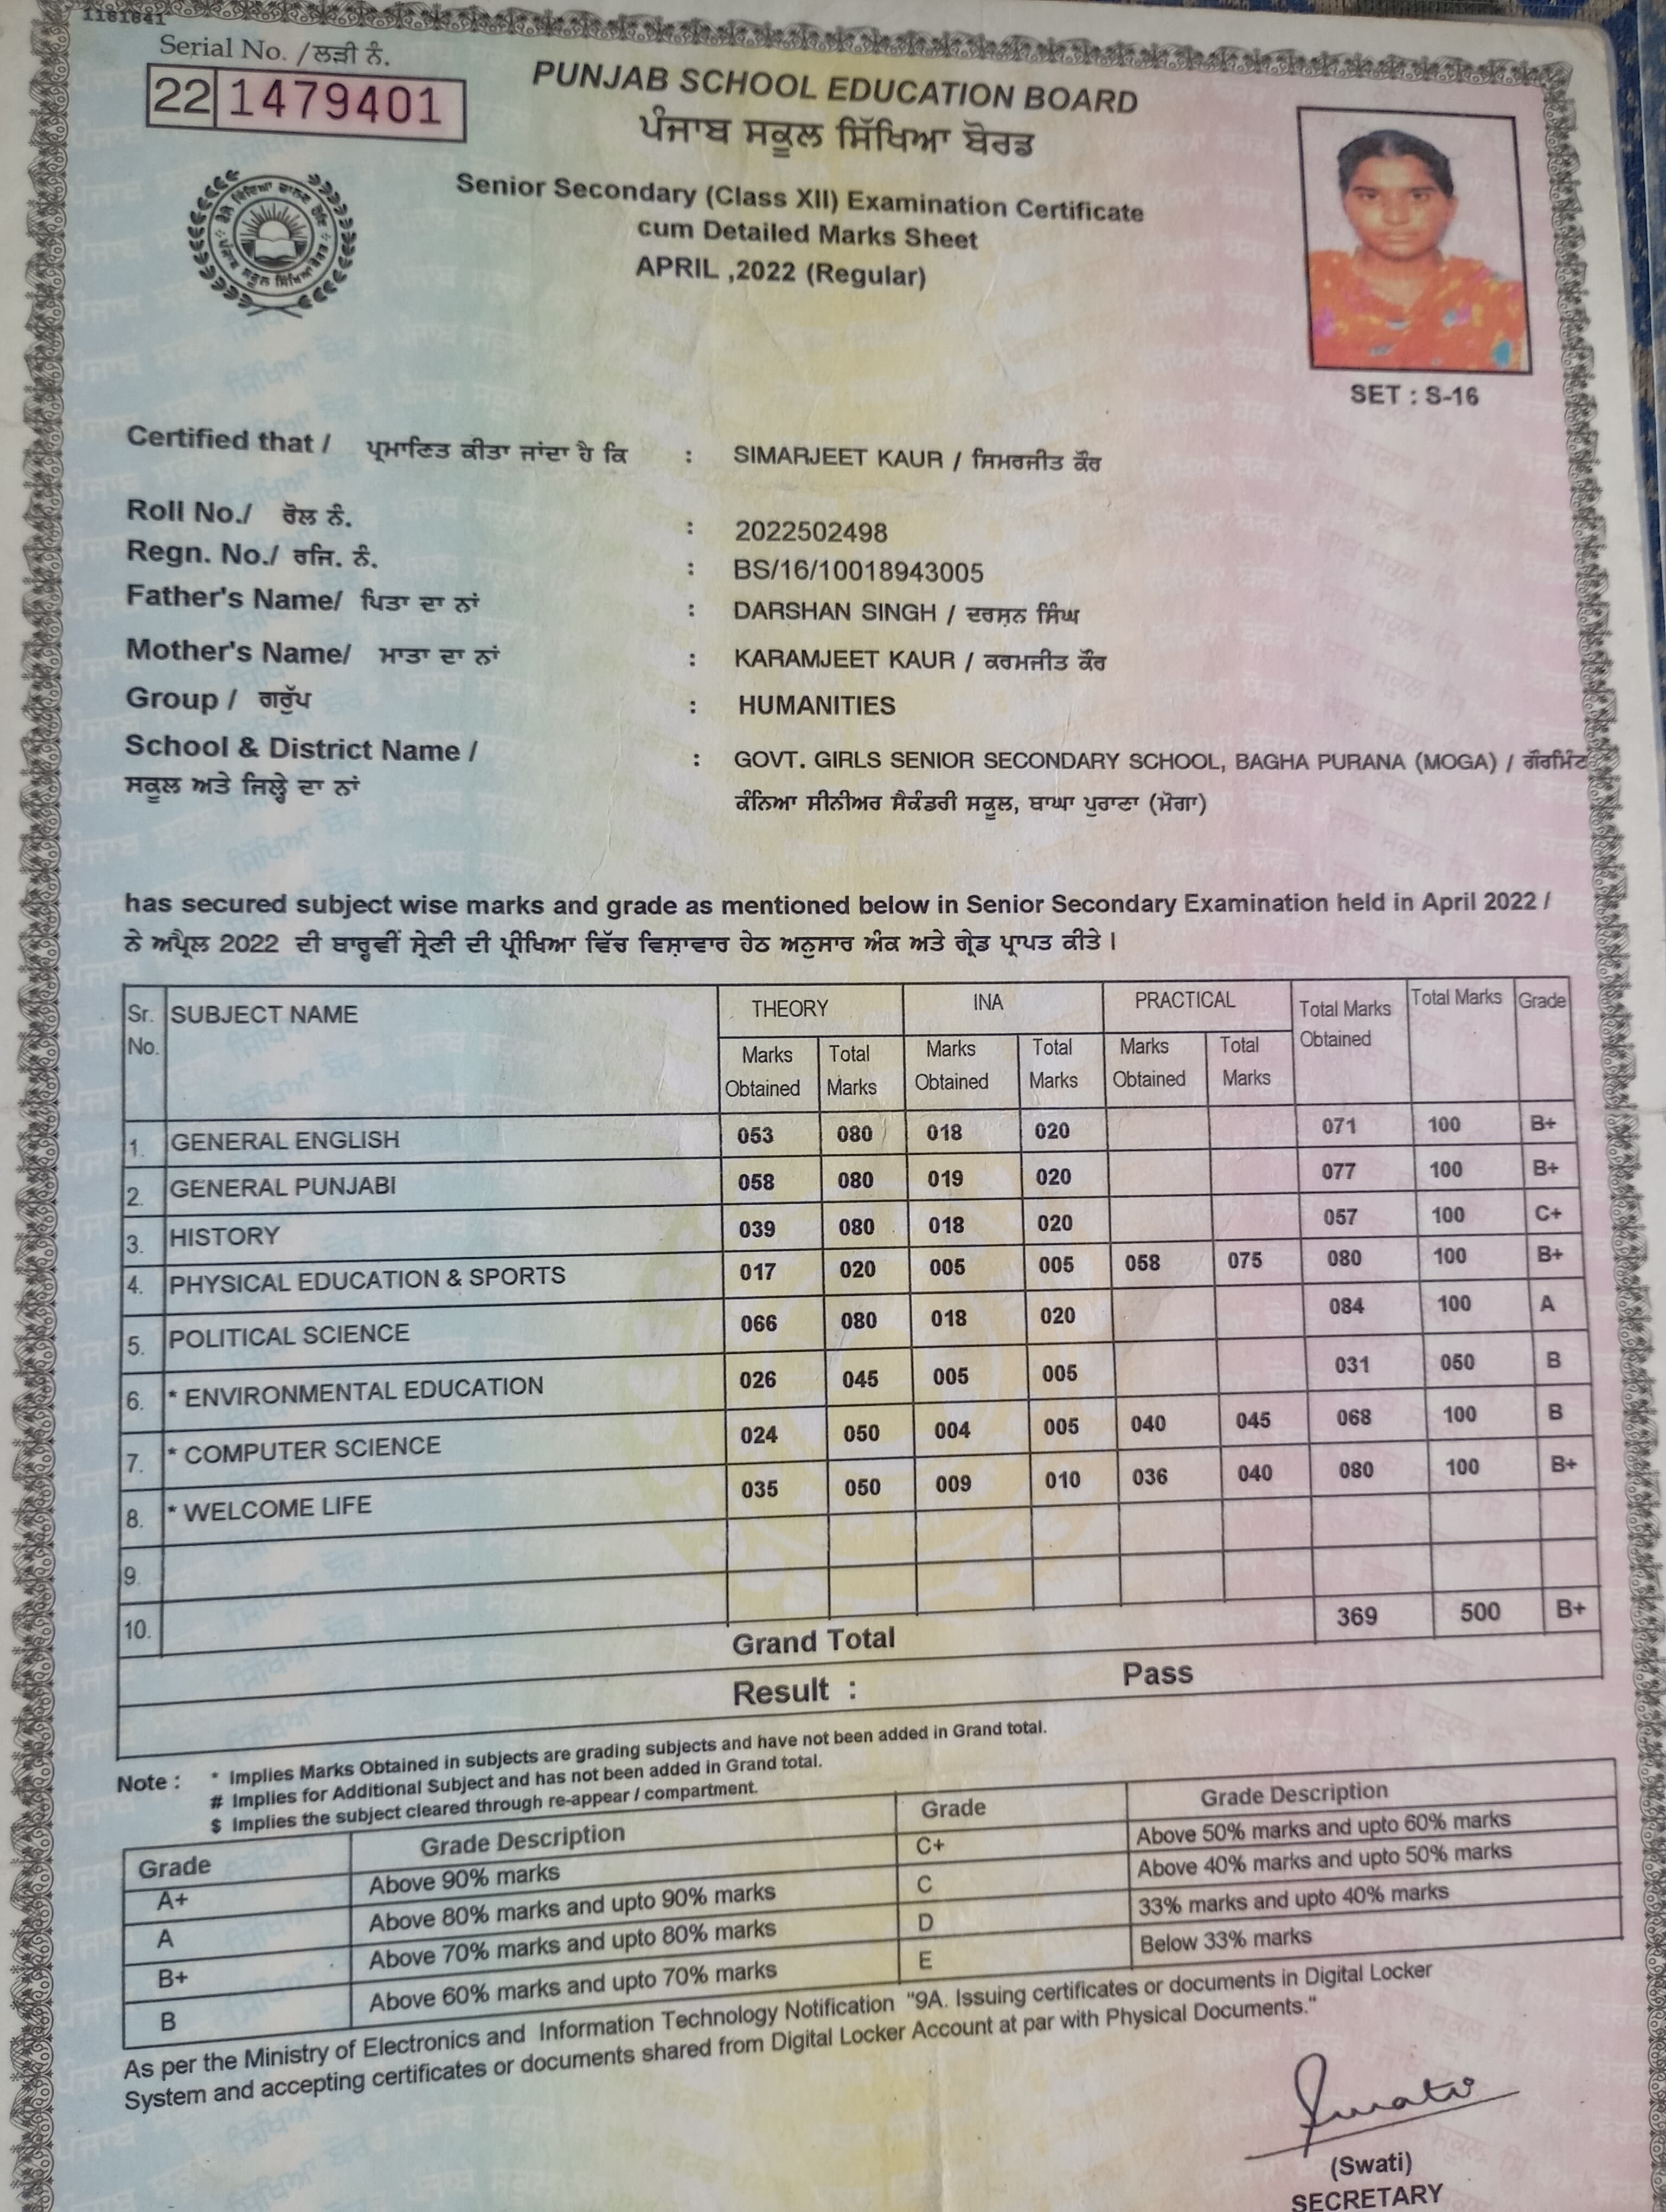 1181841
Serial No. /ਲੜੀ ਨੰ.
22 1479401
PUNJAB SCHOOL EDUCATION BOARD
ਪੰਜਾਬ ਸਕੂਲ ਸਿੱਖਿਆ ਬੋਰਡ
Senior Secondary (Class XII) Examination Certificate
cum Detailed Marks Sheet
APRIL ,2022 (Regular)
SET : S-16
Certified that / ਪ੍ਰਮਾਣਿਤ ਕੀਤਾ ਜਾਂਦਾ ਹੈ ਕਿ : SIMARJEET KAUR / ਸਿਮਰਜੀਤ ਕੌਰ
Roll No./ ਰੋਲ ਨੰ. : 2022502498
Regn. No./ ਰਜਿ. ਨੰ. : BS/16/10018943005
Father's Name/ ਪਿਤਾ ਦਾ ਨਾਂ : DARSHAN SINGH / ਦਰਸ਼ਨ ਸਿੰਘ
Mother's Name/ ਮਾਤਾ ਦਾ ਨਾਂ : KARAMJEET KAUR / ਕਰਮਜੀਤ ਕੌਰ
Group / ਗਰੁੱਪ : HUMANITIES
School & District Name / : GOVT. GIRLS SENIOR SECONDARY SCHOOL, BAGHA PURANA (MOGA) / ਗੌਰਮਿੰਟ
ਸਕੂਲ ਅਤੇ ਜਿਲ੍ਹੇ ਦਾ ਨਾਂ ਕੰਨਿਆ ਸੀਨੀਅਰ ਸੈਕੰਡਰੀ ਸਕੂਲ, ਬਾਘਾ ਪੁਰਾਣਾ (ਮੋਗਾ)
has secured subject wise marks and grade as mentioned below in Senior Secondary Examination held in April 2022 /
ਨੇ ਅਪ੍ਰੈਲ 2022 ਦੀ ਬਾਰ੍ਹਵੀਂ ਸ਼੍ਰੇਣੀ ਦੀ ਪ੍ਰੀਖਿਆ ਵਿੱਚ ਵਿਸ਼ਾਵਾਰ ਹੇਠ ਅਨੁਸਾਰ ਅੰਕ ਅਤੇ ਗ੍ਰੇਡ ਪ੍ਰਾਪਤ ਕੀਤੇ।
Sr. SUBJECT NAME THEORY INA PRACTICAL Total Marks Total Marks Grade
No. Obtained
Marks Total Marks Total Marks Total
Obtained Marks Obtained Marks Obtained Marks
1. GENERAL ENGLISH 053 080 018 020 071 100 B+
2. GENERAL PUNJABI 058 080 019 020 077 100 B+
3. HISTORY 039 080 018 020 057 100 C+
4. PHYSICAL EDUCATION & SPORTS 017 020 005 005 058 075 080 100 B+
5. POLITICAL SCIENCE 066 080 018 020 084 100 A
6. * ENVIRONMENTAL EDUCATION 026 045 005 005 031 050 B
7. * COMPUTER SCIENCE 024 050 004 005 040 045 068 100 B
8. * WELCOME LIFE 035 050 009 010 036 040 080 100 B+
9.
10.
Grand Total 369 500 B+
Result : Pass
Note : * Implies Marks Obtained in subjects are grading subjects and have not been added in Grand total.
# Implies for Additional Subject and has not been added in Grand total.
$ Implies the subject cleared through re-appear / compartment.
Grade Grade Description Grade Grade Description
A+ Above 90% marks C+ Above 50% marks and upto 60% marks
A Above 80% marks and upto 90% marks C Above 40% marks and upto 50% marks
B+ Above 70% marks and upto 80% marks D 33% marks and upto 40% marks
B Above 60% marks and upto 70% marks E Below 33% marks
As per the Ministry of Electronics and Information Technology Notification "9A. Issuing certificates or documents in Digital Locker
System and accepting certificates or documents shared from Digital Locker Account at par with Physical Documents."
Swati
(Swati)
SECRETARY